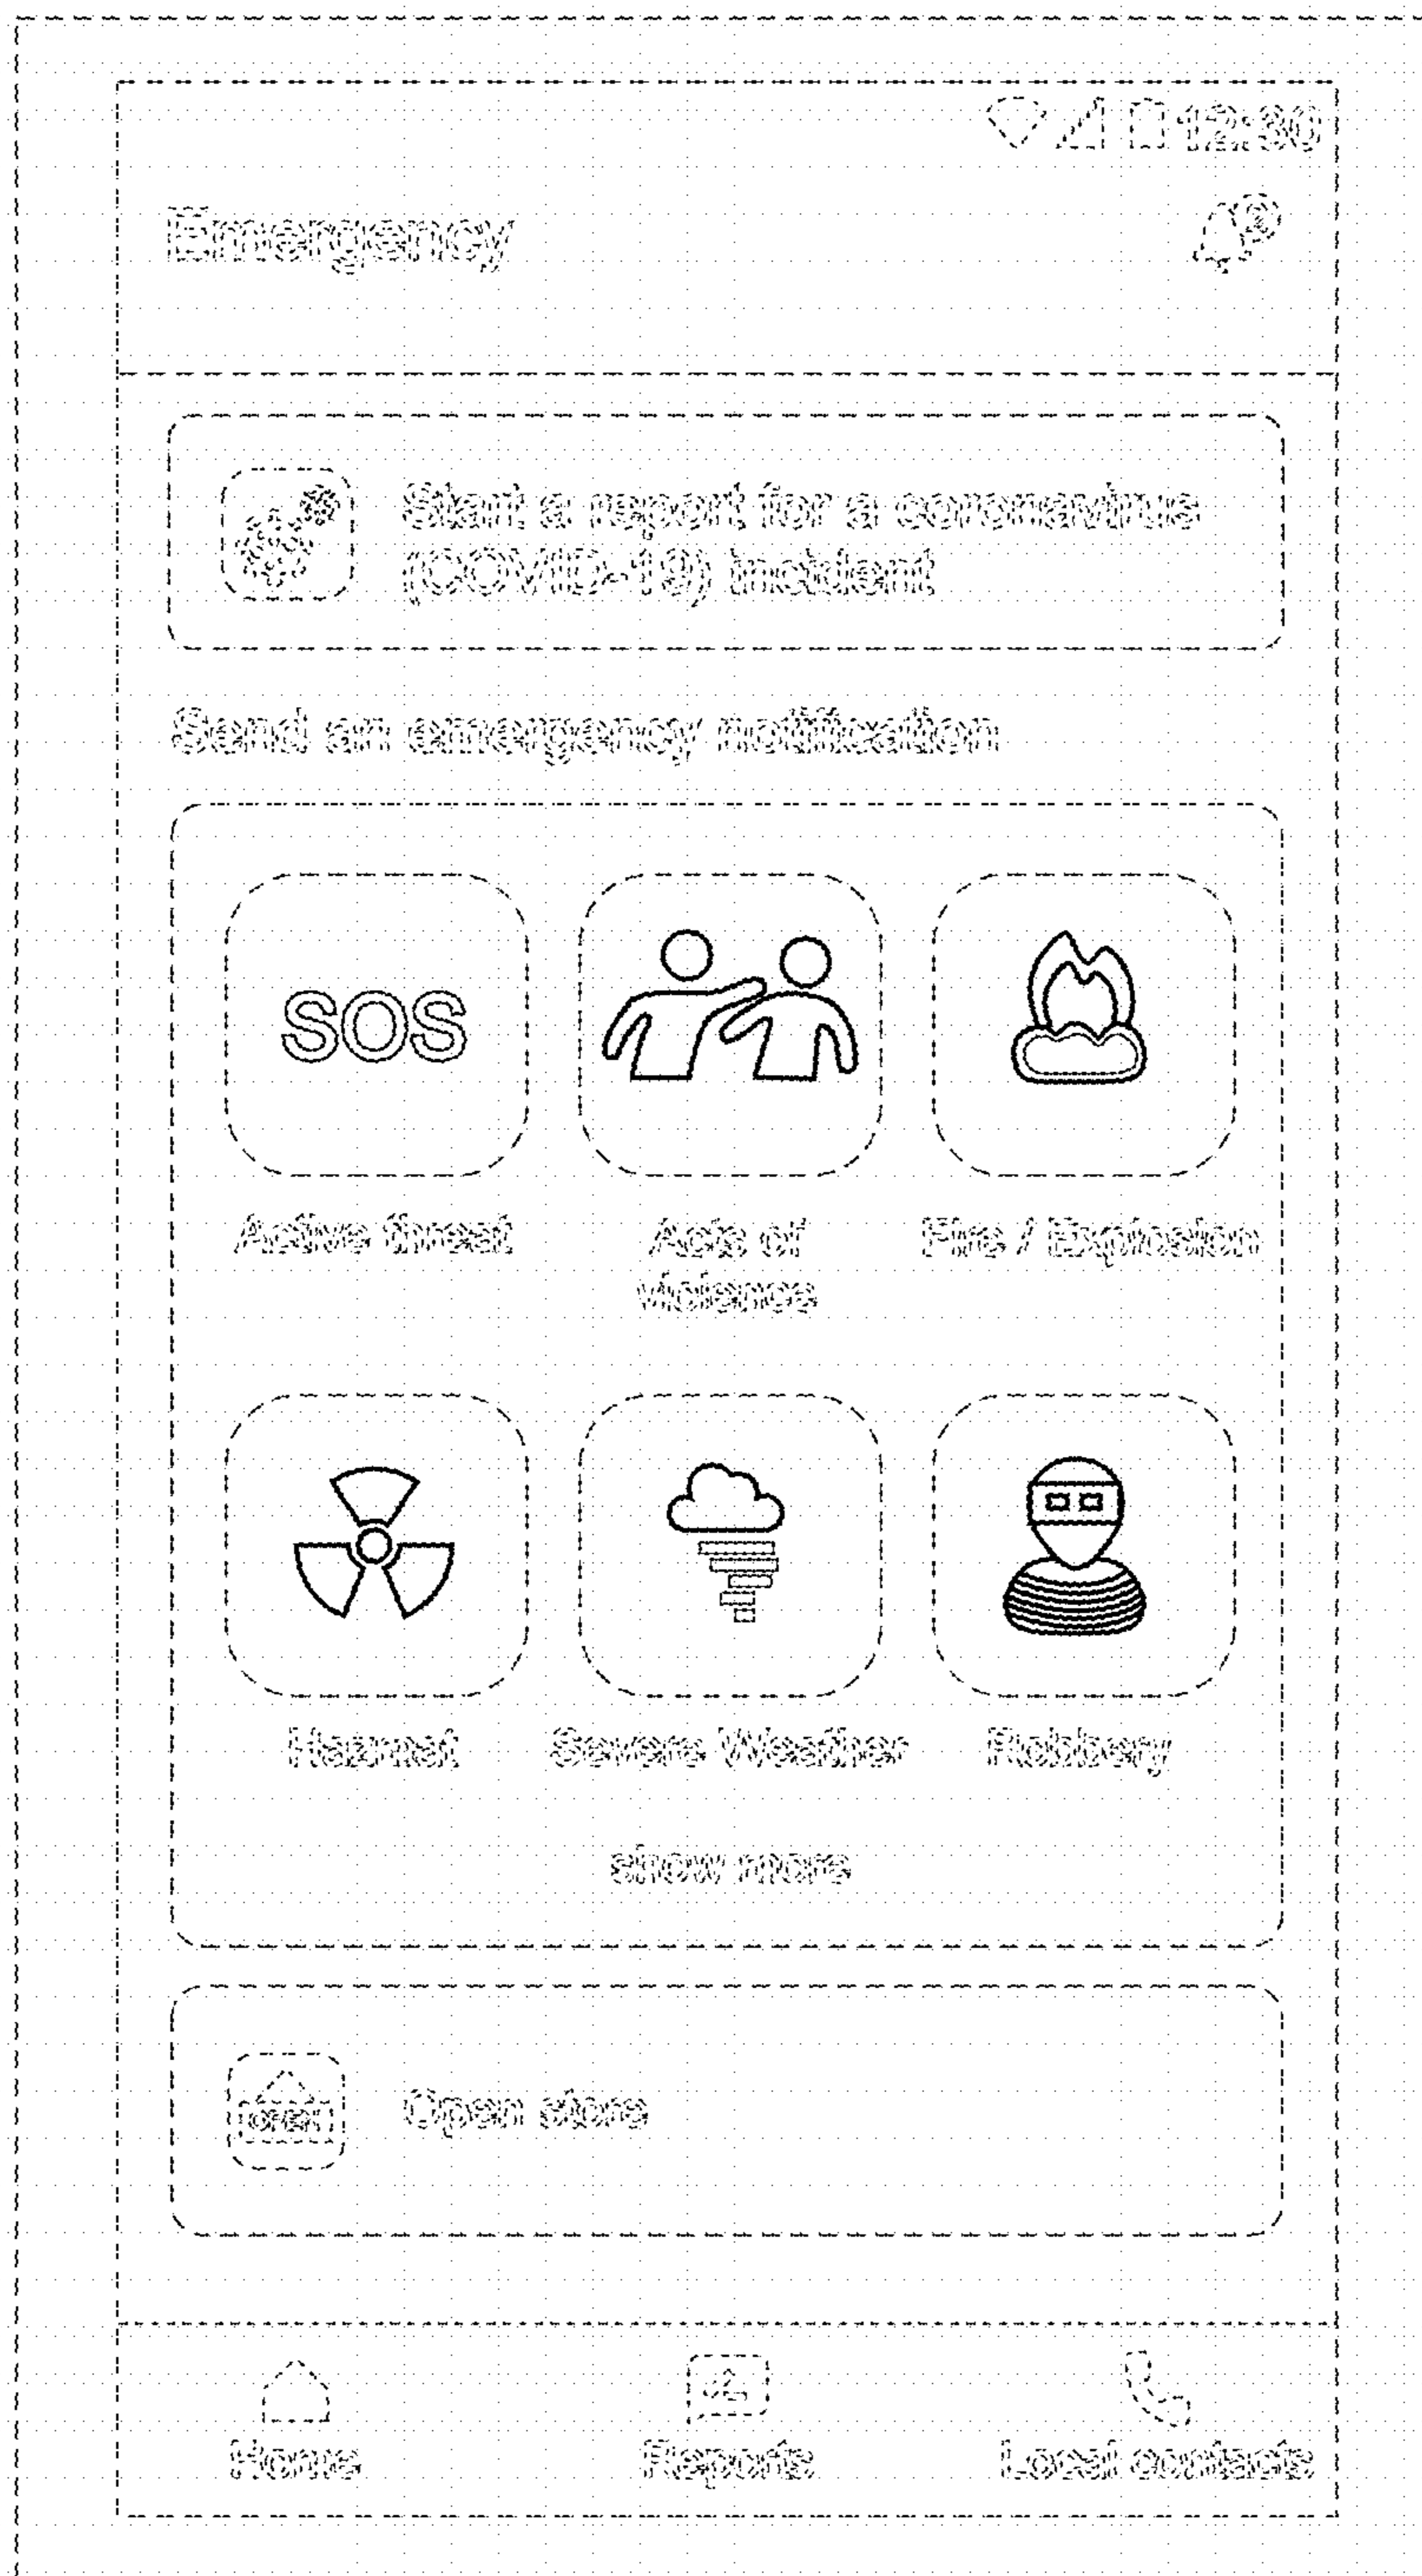 12:30
Emergency
Start a report for a coronavirus
(COVID-19) incident
Send an emergency notification
SOS
Active threat
Acts of
violence
Fire / Explosion
Hazmat
Severe Weather
Robbery
show more
Open store
Home
Reports
Local contacts